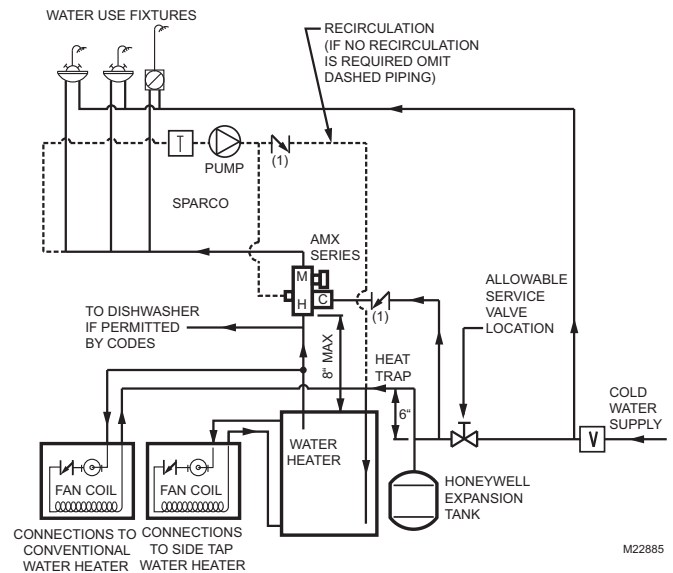 WATER USE FIXTURES
RECIRCULATION
(IF NO RECIRCULATION
IS REQUIRED OMIT
DASHED PIPING)
T
PUMP
(1)
SPARCO
AMX
SERIES
M
H
C
(1)
ALLOWABLE
SERVICE
VALVE
LOCATION
TO DISHWASHER
IF PERMITTED
BY CODES
8" MAX
HEAT
TRAP
6"
COLD
WATER
SUPPLY
V
WATER
HEATER
FAN COIL
FAN COIL
HONEYWELL
EXPANSION
TANK
CONNECTIONS TO
CONVENTIONAL
WATER HEATER
CONNECTIONS
TO SIDE TAP
WATER HEATER
M22885